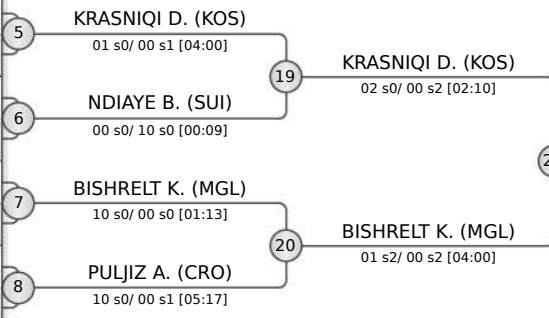 5
KRASNIQI D. (KOS)
01 s0/ 00 s1 [04:00]
19
KRASNIQI D. (KOS)
02 s0/ 00 s2 [02:10]
6
NDIAYE B. (SUI)
00 s0/ 10 s0 [00:09]
7
BISHRELT K. (MGL)
10 s0/ 00 s0 [01:13]
20
BISHRELT K. (MGL)
01 s2/ 00 s2 [04:00]
8
PULJIZ A. (CRO)
10 s0/ 00 s1 [05:17]